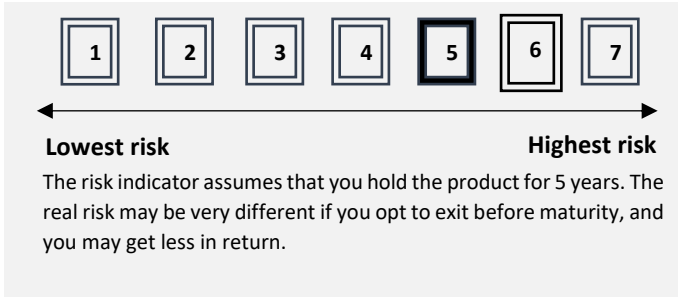 1 2 3 4 5 6 7
Lowest risk Highest risk
The risk indicator assumes that you hold the product for 5 years. The
real risk may be very different if you opt to exit before maturity, and
you may get less in return.